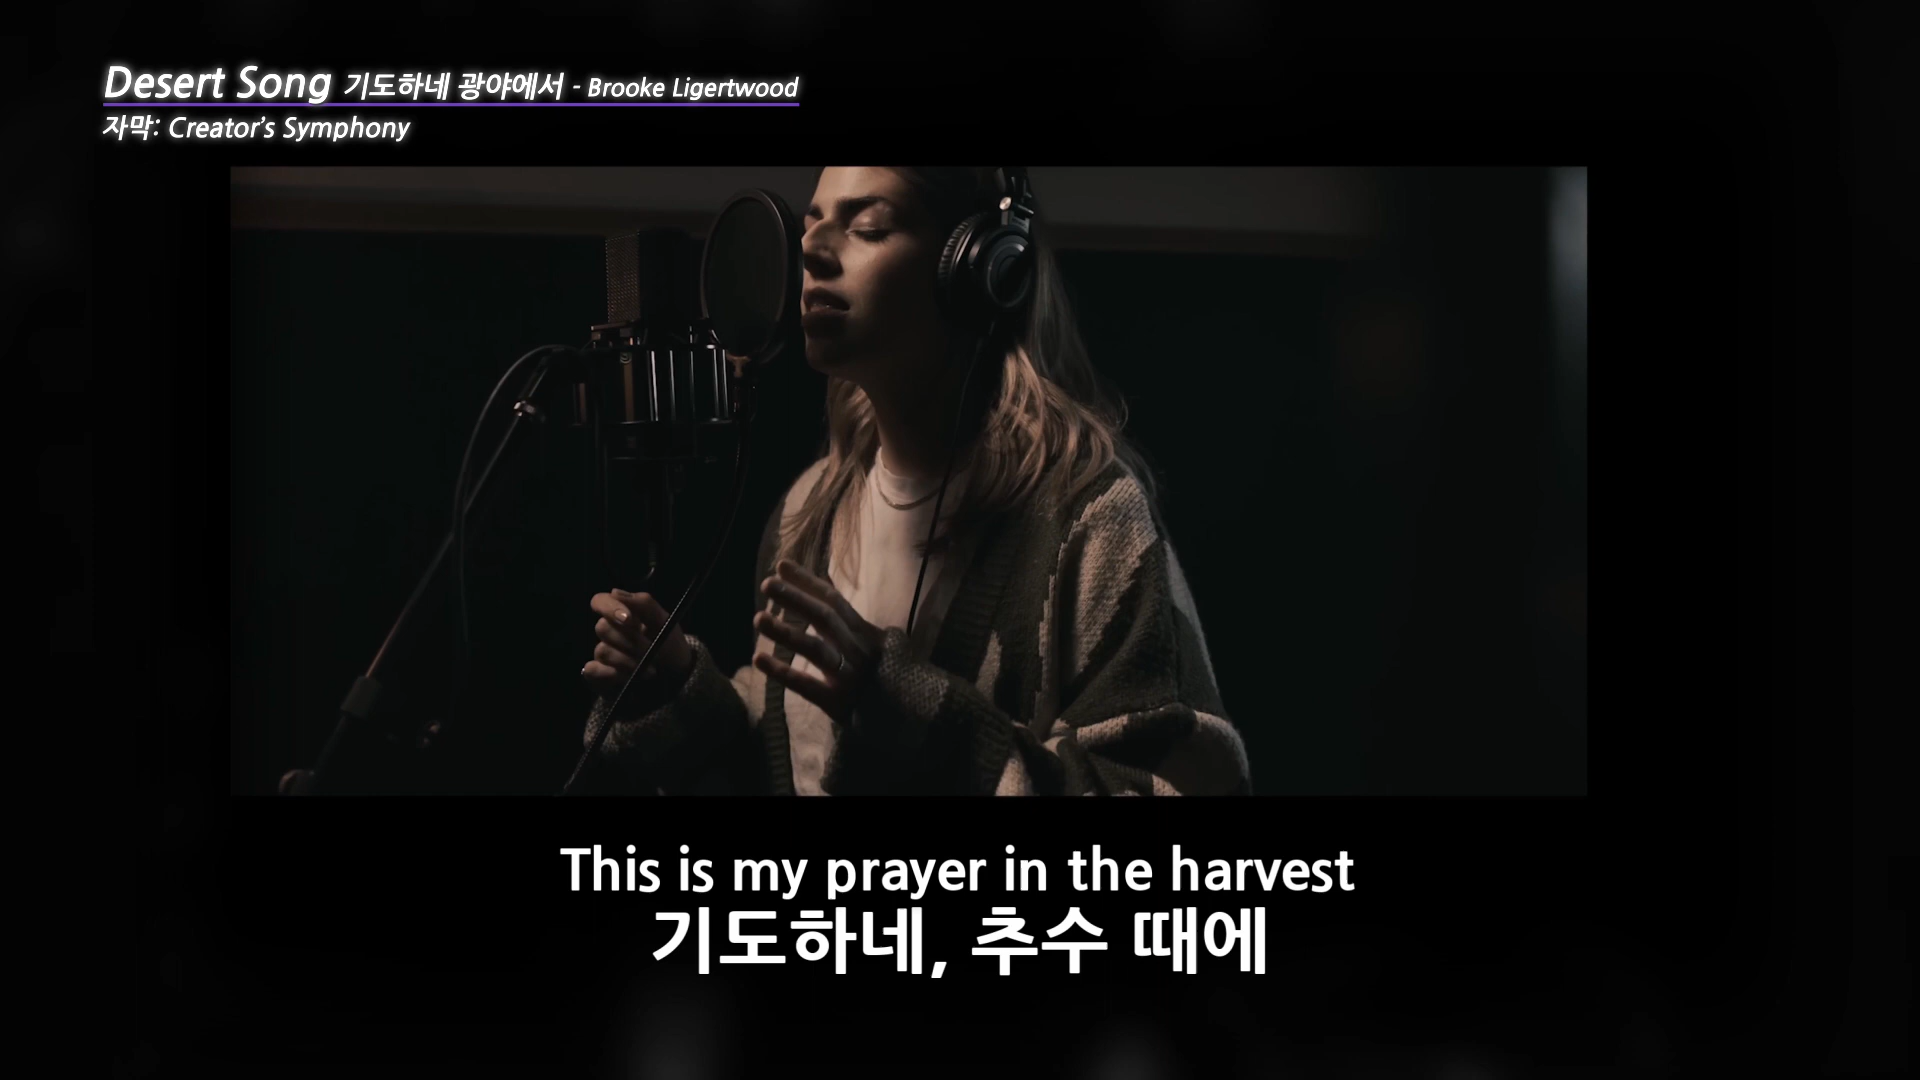 Desert Song 기도하네 광야에서 - Brooke Ligertwood
자막: Creator's Symphony
This is my prayer in the harvest
기도하네, 추수 때에